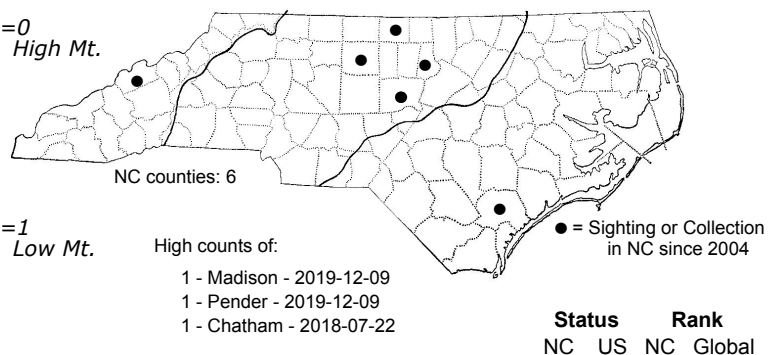 =0
High Mt.
NC counties: 6
=1
Low Mt.
High counts of:
1 - Madison - 2019-12-09
1 - Pender - 2019-12-09
1 - Chatham - 2018-07-22
● = Sighting or Collection
in NC since 2004
Status Rank
NC US NC Global